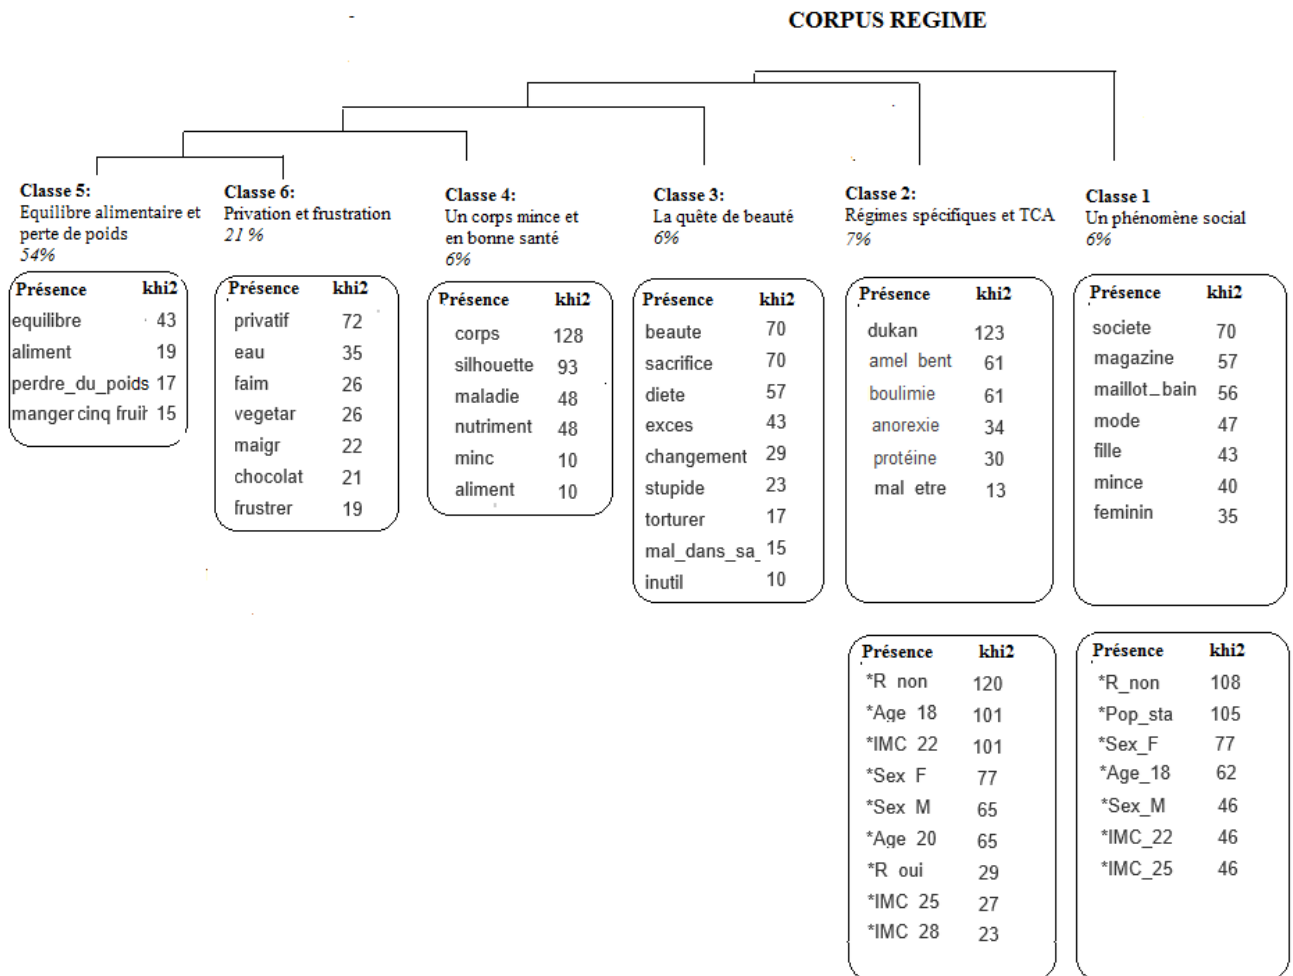 CORPUS REGIME
Classe 5:
Equilibre alimentaire et
perte de poids
54%
Présence khi2
equilibre 43
aliment 19
perdre_du_poids 17
manger cinq fruit 15
Classe 6:
Privation et frustration
21 %
Présence khi2
privatif 72
eau 35
faim 26
vegetar 26
maigr 22
chocolat 21
frustrer 19
Classe 4:
Un corps mince et
en bonne santé
6%
Présence khi2
corps 128
silhouette 93
maladie 48
nutriment 48
minc 10
aliment 10
Classe 3:
La quête de beauté
6%
Présence khi2
beaute 70
sacrifice 70
diete 57
exces 43
changement 29
stupide 23
torturer 17
mal_dans_sa_ 15
inutil 10
Classe 2:
Régimes spécifiques et TCA
7%
Présence khi2
dukan 123
amel bent 61
boulimie 61
anorexie 34
protéine 30
mal etre 13
Présence khi2
*R non 120
*Age 18 101
*IMC 22 101
*Sex F 77
*Sex M 65
*Age 20 65
*R oui 29
*IMC 25 27
*IMC 28 23
Classe 1
Un phénomène social
6%
Présence khi2
societe 70
magazine 57
maillot_bain 56
mode 47
fille 43
mince 40
feminin 35
Présence khi2
*R_non 108
*Pop_sta 105
*Sex_F 77
*Age_18 62
*Sex_M 46
*IMC_22 46
*IMC_25 46